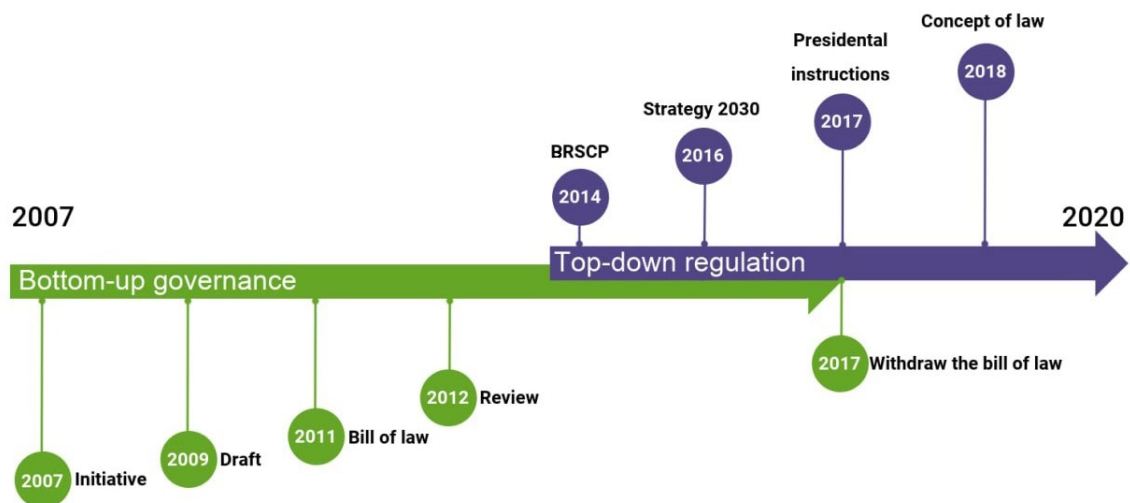 Concept of law
2018
Presidental
instructions
2017
Strategy 2030
2016
BRSCP
2014
2007
2020
Top-down regulation
Bottom-up governance
2017 Withdraw the bill of law
2012 Review
2011 Bill of law
2009 Draft
2007 Initiative